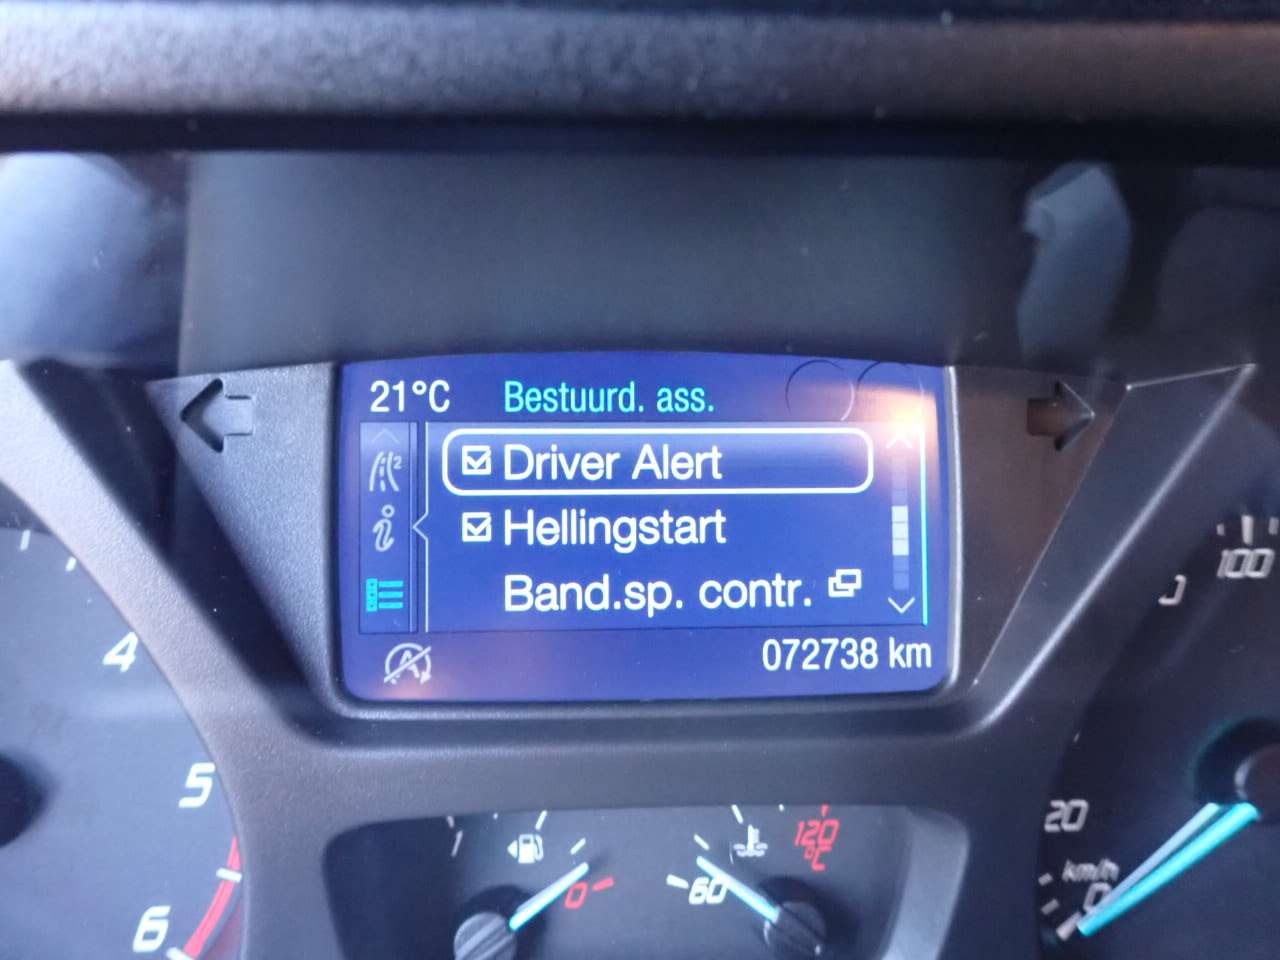 21°C Bestuurd. ass.
Driver Alert
2
Hellingstart
i
Band.sp. contr.
A
072738 km
4
5
6
0
60
120
°C
100
20
km/h
0